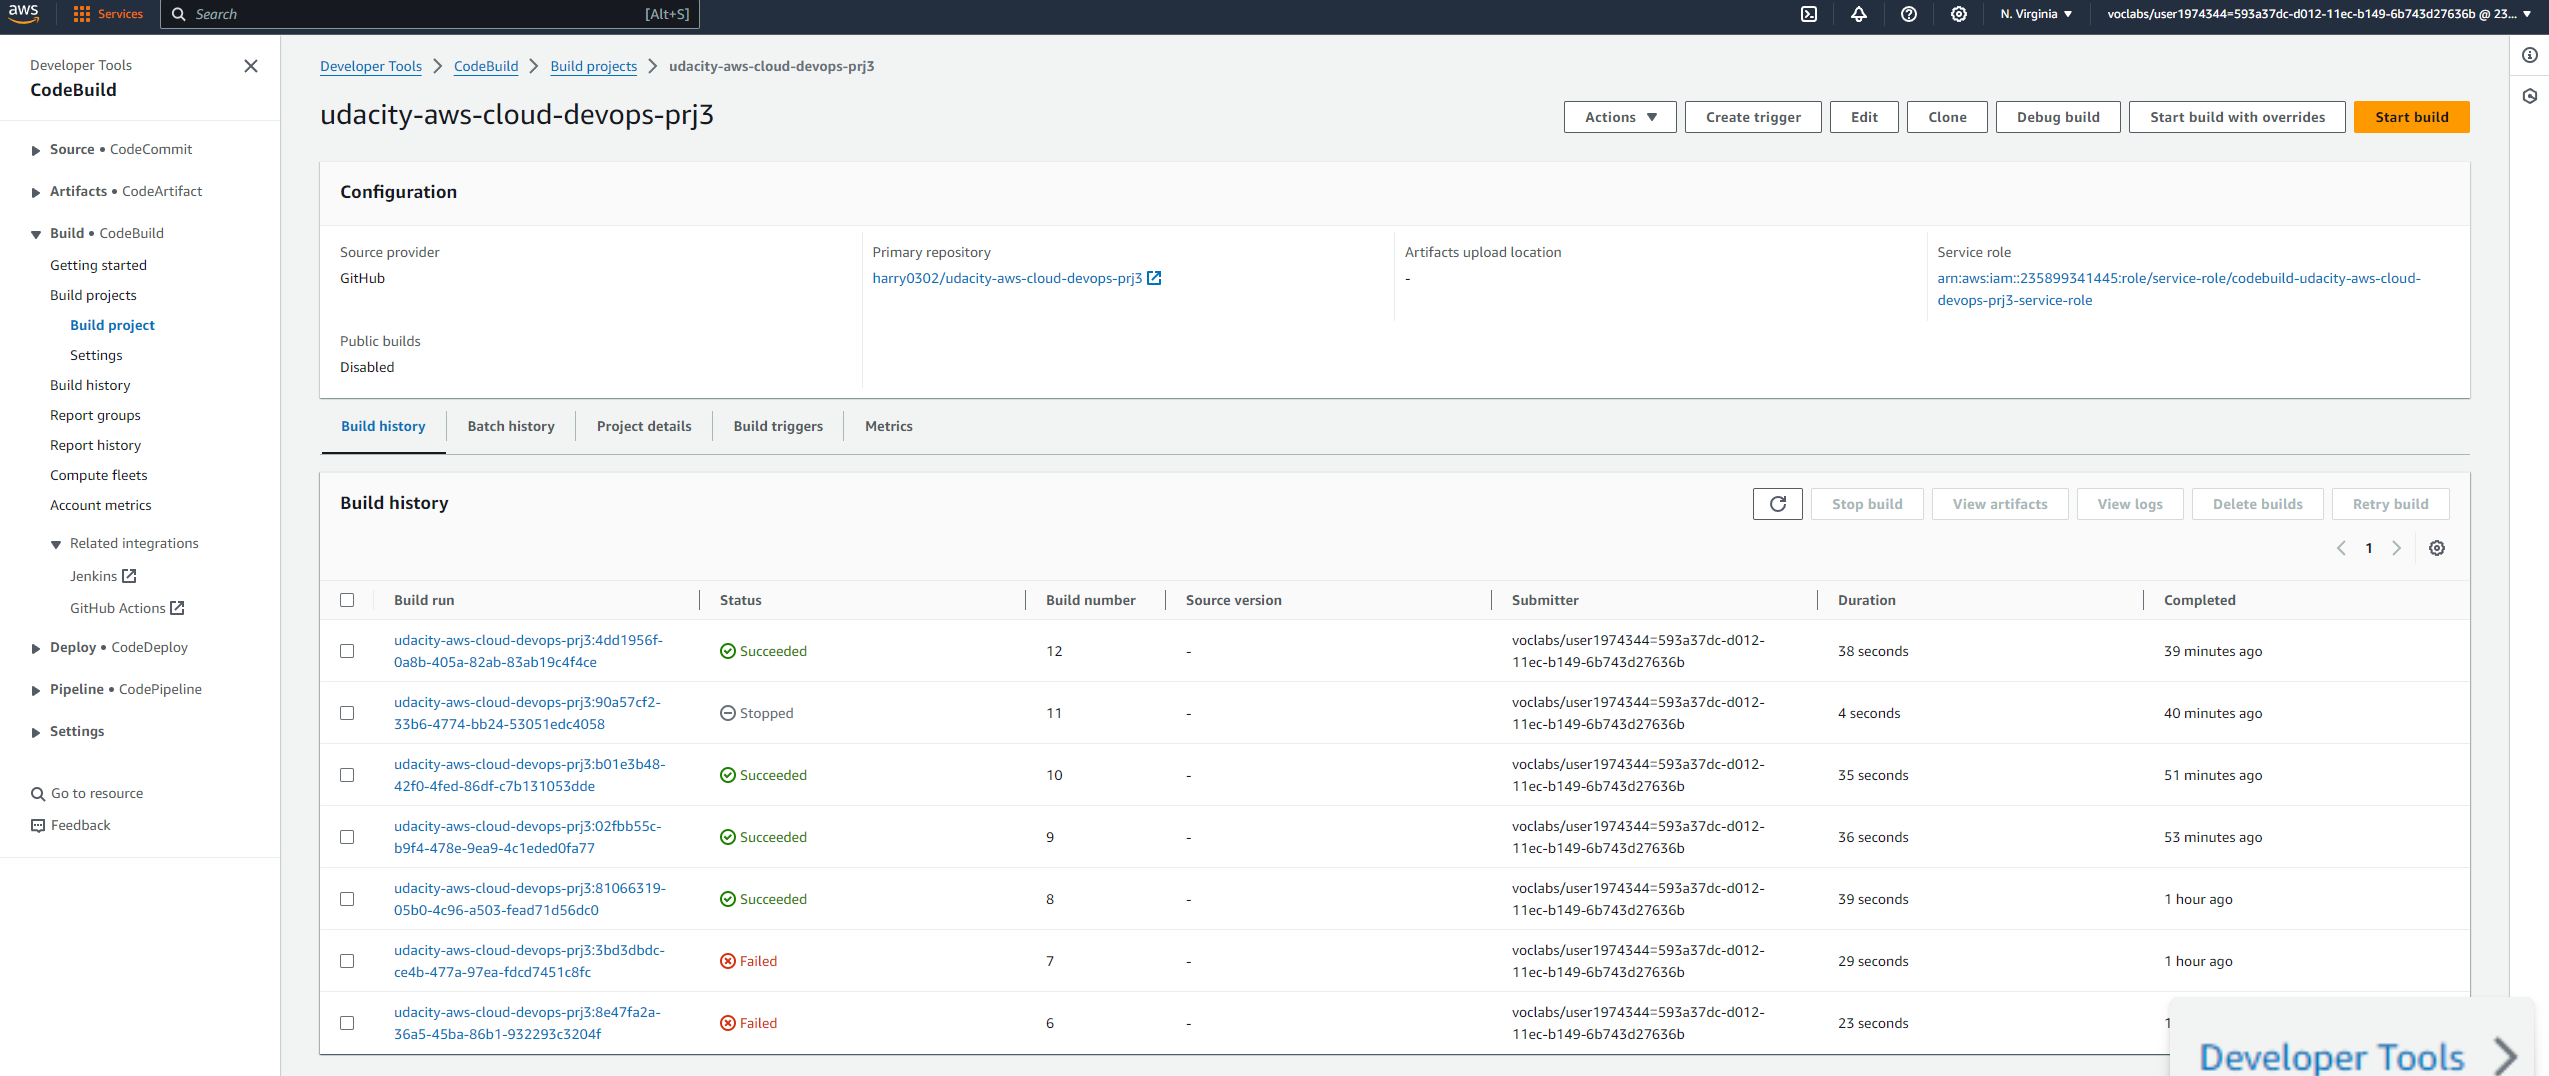 aws
Services
Search
[Alt+S]
N. Virginia
voclabs/user1974344=593a37dc-d012-11ec-b149-6b743d27636b @ 23...
Developer Tools
CodeBuild
Source • CodeCommit
Artifacts • CodeArtifact
Build • CodeBuild
Getting started
Build projects
Build project
Settings
Build history
Report groups
Report history
Compute fleets
Account metrics
Related integrations
Jenkins
GitHub Actions
Deploy • CodeDeploy
Pipeline • CodePipeline
Settings
Go to resource
Feedback
Developer Tools
CodeBuild
Build projects
udacity-aws-cloud-devops-prj3
udacity-aws-cloud-devops-prj3
Actions
Create trigger
Edit
Clone
Debug build
Start build with overrides
Start build
Configuration
Source provider
GitHub
Primary repository
harry0302/udacity-aws-cloud-devops-prj3
Artifacts upload location
-
Service role
arn:aws:iam::235899341445:role/service-role/codebuild-udacity-aws-cloud-
devops-prj3-service-role
Public builds
Disabled
Build history
Batch history
Project details
Build triggers
Metrics
Build history
Stop build
View artifacts
View logs
Delete builds
Retry build
1
Build run
Status
Build number
Source version
Submitter
Duration
Completed
udacity-aws-cloud-devops-prj3:4dd1956f-
0a8b-405a-82ab-83ab19c4f4ce
Succeeded
12
-
voclabs/user1974344=593a37dc-d012-
11ec-b149-6b743d27636b
38 seconds
39 minutes ago
udacity-aws-cloud-devops-prj3:90a57cf2-
33b6-4774-bb24-53051edc4058
Stopped
11
-
voclabs/user1974344=593a37dc-d012-
11ec-b149-6b743d27636b
4 seconds
40 minutes ago
udacity-aws-cloud-devops-prj3:b01e3b48-
42f0-4fed-86df-c7b131053dde
Succeeded
10
-
voclabs/user1974344=593a37dc-d012-
11ec-b149-6b743d27636b
35 seconds
51 minutes ago
udacity-aws-cloud-devops-prj3:02fbb55c-
b9f4-478e-9ea9-4c1eded0fa77
Succeeded
9
-
voclabs/user1974344=593a37dc-d012-
11ec-b149-6b743d27636b
36 seconds
53 minutes ago
udacity-aws-cloud-devops-prj3:81066319-
05b0-4c96-a503-fead71d56dc0
Succeeded
8
-
voclabs/user1974344=593a37dc-d012-
11ec-b149-6b743d27636b
39 seconds
1 hour ago
udacity-aws-cloud-devops-prj3:3bd3dbdc-
ce4b-477a-97ea-fdcd7451c8fc
Failed
7
-
voclabs/user1974344=593a37dc-d012-
11ec-b149-6b743d27636b
29 seconds
1 hour ago
udacity-aws-cloud-devops-prj3:8e47fa2a-
36a5-45ba-86b1-932293c3204f
Failed
6
-
voclabs/user1974344=593a37dc-d012-
11ec-b149-6b743d27636b
23 seconds
1
Developer Tools